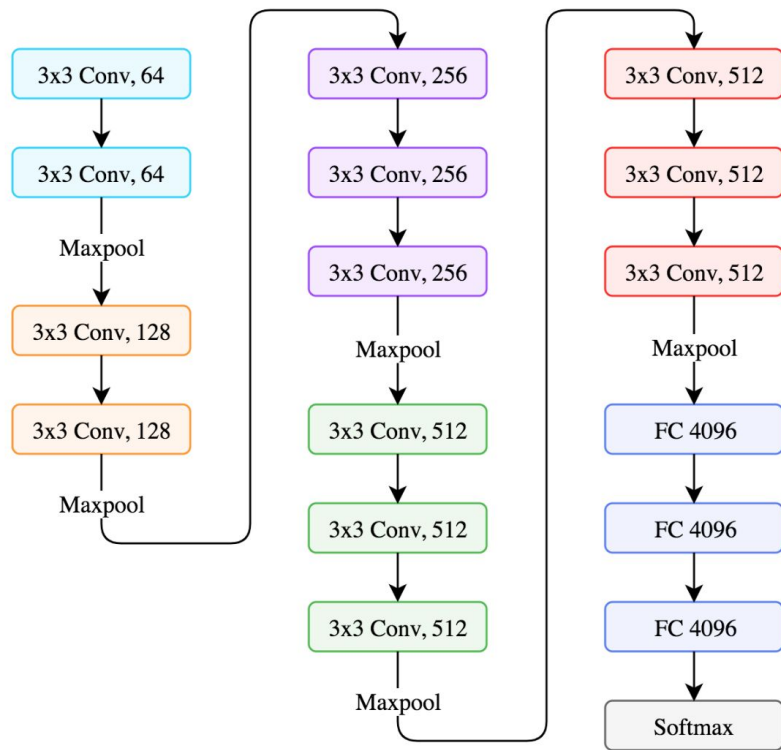 3x3 Conv, 64
3x3 Conv, 64
Maxpool
3x3 Conv, 128
3x3 Conv, 128
Maxpool
3x3 Conv, 256
3x3 Conv, 256
3x3 Conv, 256
Maxpool
3x3 Conv, 512
3x3 Conv, 512
3x3 Conv, 512
Maxpool
3x3 Conv, 512
3x3 Conv, 512
3x3 Conv, 512
Maxpool
FC 4096
FC 4096
FC 4096
Softmax